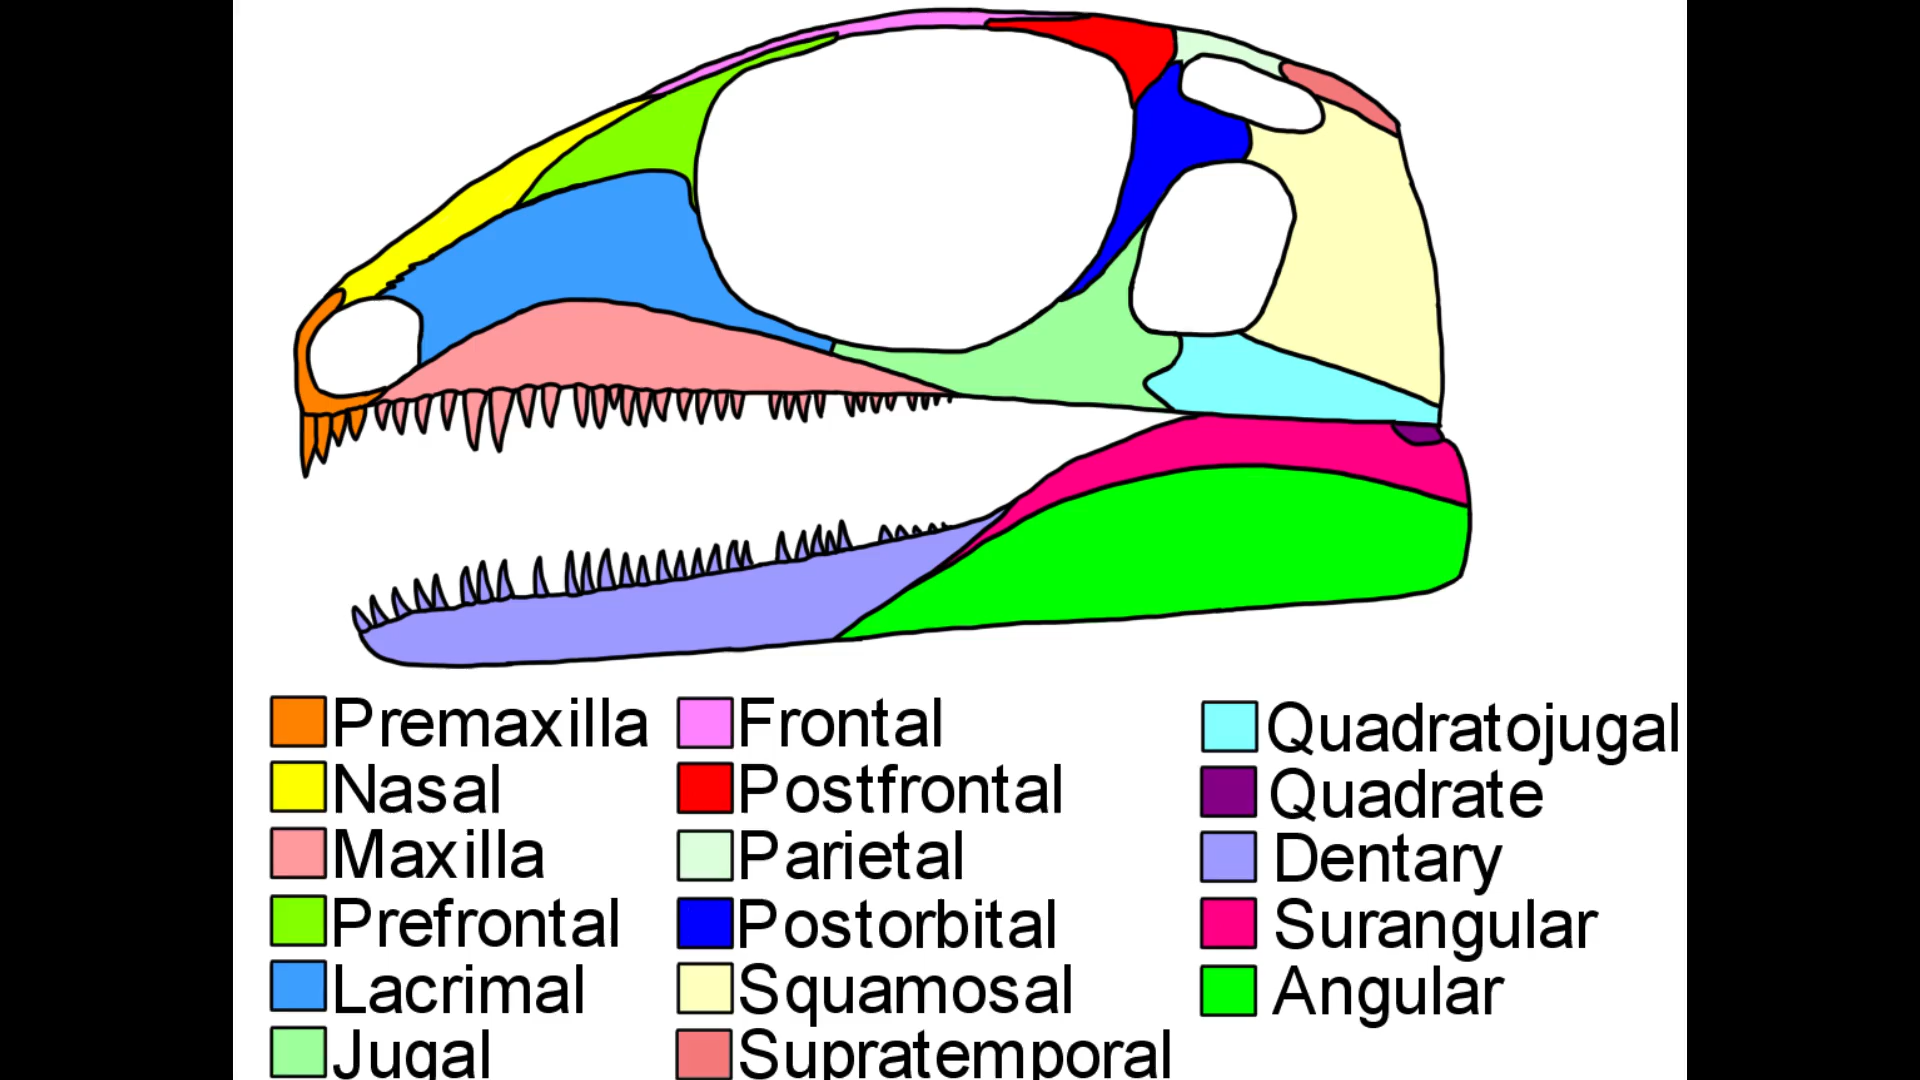 Premaxilla
Nasal
Maxilla
Prefrontal
Lacrimal
Jugal
Frontal
Postfrontal
Parietal
Postorbital
Squamosal
Supratemporal
Quadratojugal
Quadrate
Dentary
Surangular
Angular